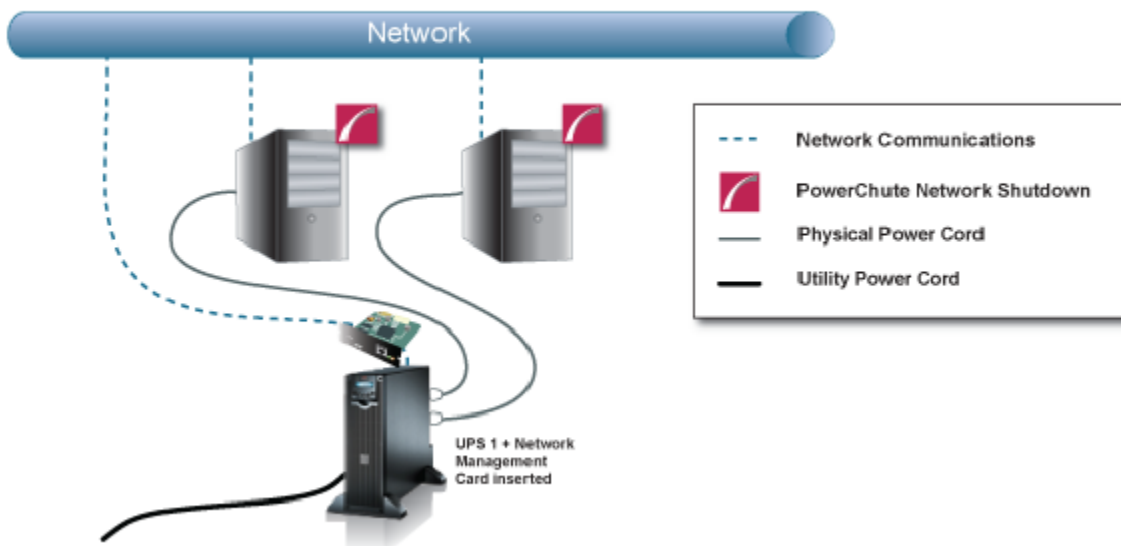 Network
Network Communications
PowerChute Network Shutdown
Physical Power Cord
Utility Power Cord
UPS 1 + Network
Management
Card inserted